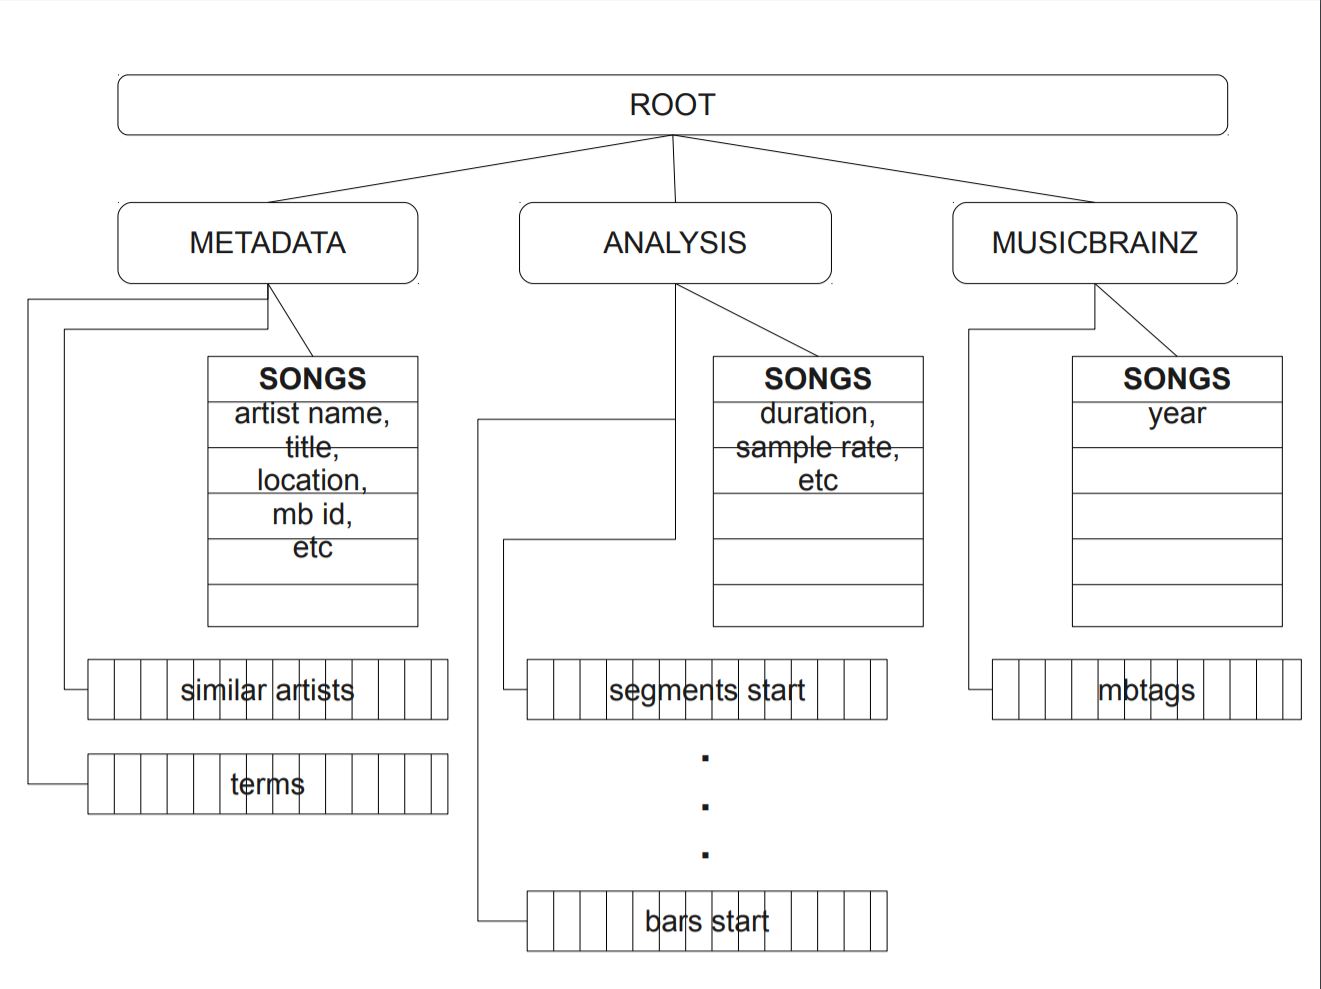 ROOT
METADATA
ANALYSIS
MUSICBRAINZ
SONGS
artist name,
title,
location,
mb id,
etc
SONGS
duration,
sample rate,
etc
SONGS
year
similar artists
segments start
mbtags
terms
bars start